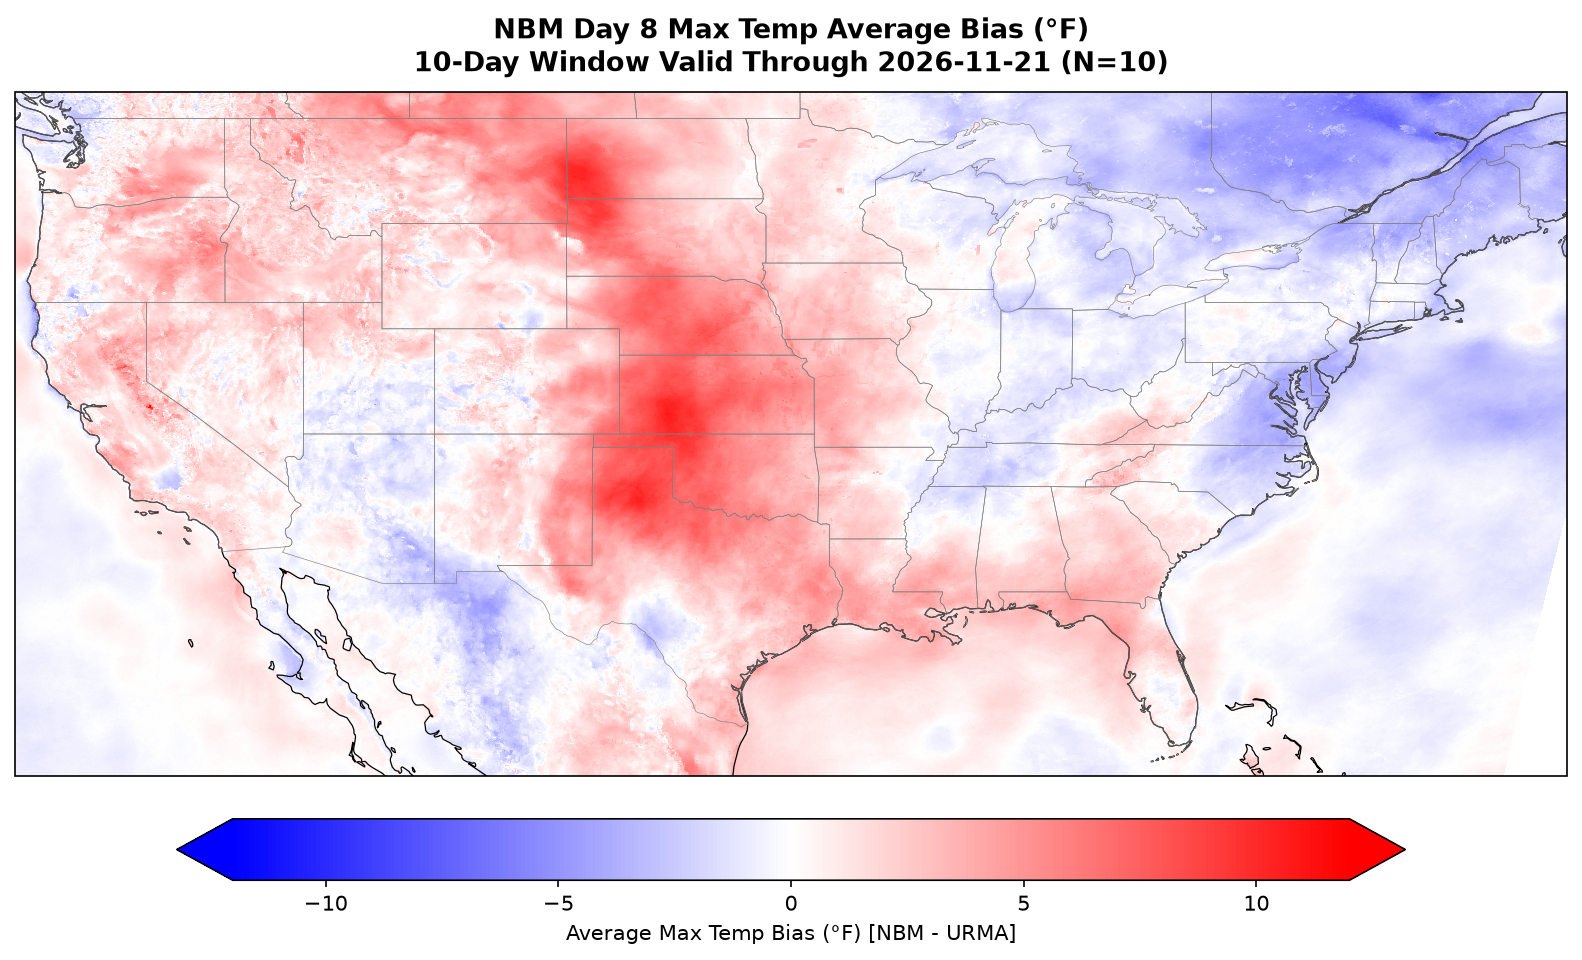 NBM Day 8 Max Temp Average Bias (°F)
10-Day Window Valid Through 2026-11-21 (N=10)
−10
−5
0
5
10
Average Max Temp Bias (°F) [NBM - URMA]